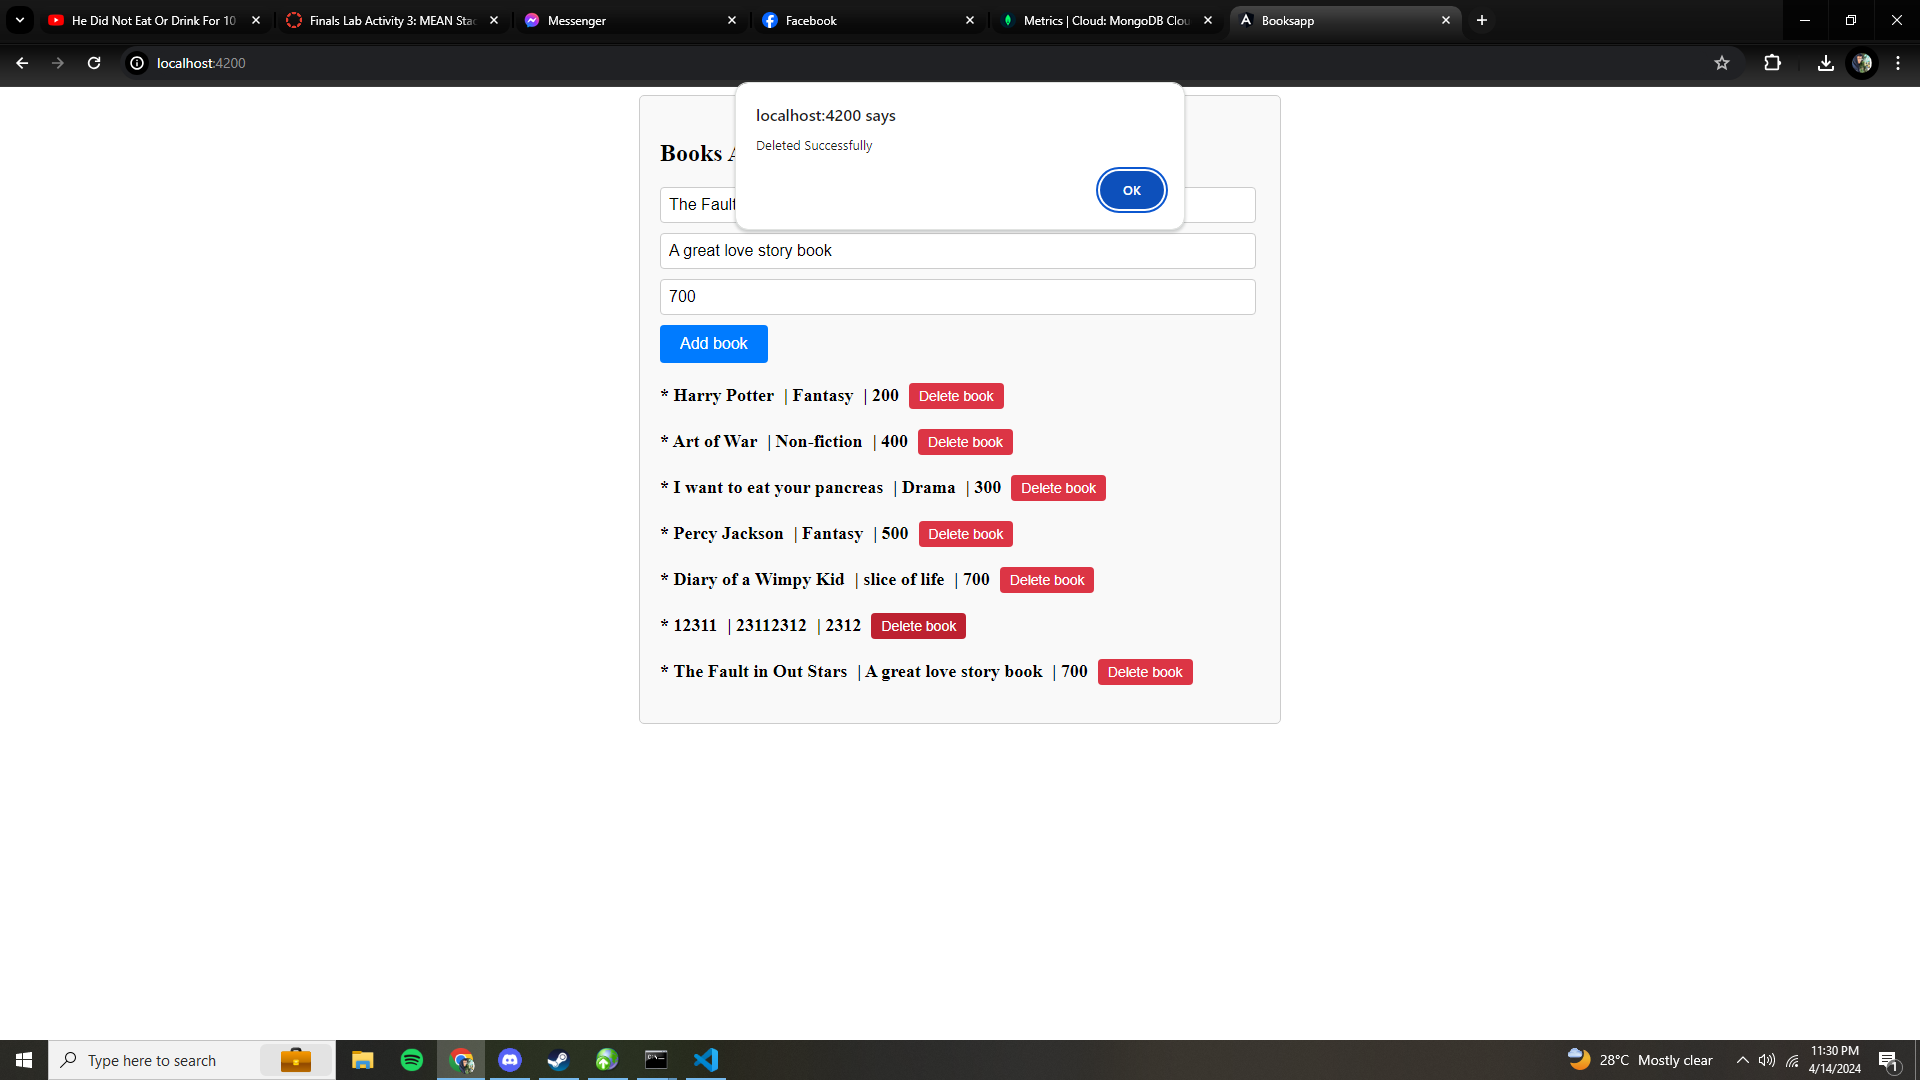 He Did Not Eat Or Drink For 10
Finals Lab Activity 3: MEAN Stac
Messenger
Facebook
Metrics | Cloud: MongoDB Clou
Booksapp
localhost:4200
localhost:4200 says
Deleted Successfully
OK
Books A
The Fault
A great love story book
700
Add book
* Harry Potter | Fantasy | 200 Delete book
* Art of War | Non-fiction | 400 Delete book
* I want to eat your pancreas | Drama | 300 Delete book
* Percy Jackson | Fantasy | 500 Delete book
* Diary of a Wimpy Kid | slice of life | 700 Delete book
* 12311 | 23112312 | 2312 Delete book
* The Fault in Out Stars | A great love story book | 700 Delete book
Type here to search
28°C Mostly clear
11:30 PM
4/14/2024
1